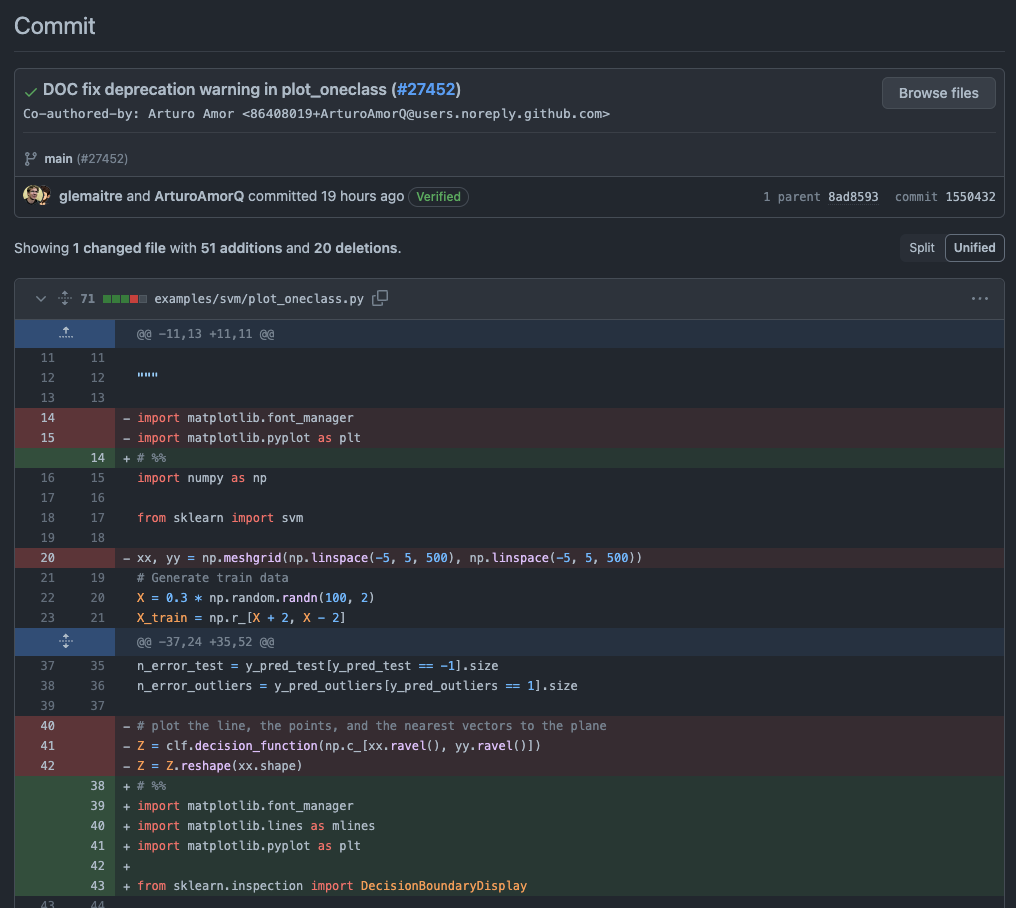 Commit
DOC fix deprecation warning in plot_oneclass (#27452)
Browse files
Co-authored-by: Arturo Amor <86408019+ArturoAmorQ@users.noreply.github.com>
main (#27452)
glemaitre and ArturoAmorQ committed 19 hours ago Verified
1 parent 8ad8593 commit 1550432
Showing 1 changed file with 51 additions and 20 deletions.
Split Unified
71 examples/svm/plot_oneclass.py
@@ -11,13 +11,11 @@
11 11
12 12 """
13 13
14 - import matplotlib.font_manager
15 - import matplotlib.pyplot as plt
14 + # %%
16 15 import numpy as np
17 16
18 17 from sklearn import svm
19 18
20 - xx, yy = np.meshgrid(np.linspace(-5, 5, 500), np.linspace(-5, 5, 500))
21 19 # Generate train data
22 20 X = 0.3 * np.random.randn(100, 2)
23 21 X_train = np.r_[X + 2, X - 2]
@@ -37,24 +35,52 @@
37 35 n_error_test = y_pred_test[y_pred_test == -1].size
38 36 n_error_outliers = y_pred_outliers[y_pred_outliers == 1].size
39 37
40 - # plot the line, the points, and the nearest vectors to the plane
41 - Z = clf.decision_function(np.c_[xx.ravel(), yy.ravel()])
42 - Z = Z.reshape(xx.shape)
38 + # %%
39 + import matplotlib.font_manager
40 + import matplotlib.lines as mlines
41 + import matplotlib.pyplot as plt
42 +
43 + from sklearn.inspection import DecisionBoundaryDisplay
43 44